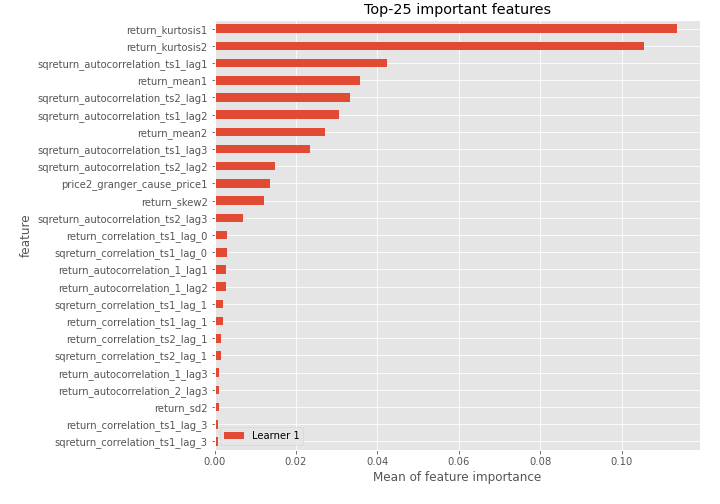 Top-25 important features
return_kurtosis1
return_kurtosis2
sqreturn_autocorrelation_ts1_lag1
return_mean1
sqreturn_autocorrelation_ts2_lag1
sqreturn_autocorrelation_ts1_lag2
return_mean2
sqreturn_autocorrelation_ts1_lag3
sqreturn_autocorrelation_ts2_lag2
price2_granger_cause_price1
return_skew2
sqreturn_autocorrelation_ts2_lag3
return_correlation_ts1_lag_0
sqreturn_correlation_ts1_lag_0
return_autocorrelation_1_lag1
return_autocorrelation_1_lag2
sqreturn_correlation_ts1_lag_1
return_correlation_ts1_lag_1
return_correlation_ts2_lag_1
sqreturn_correlation_ts2_lag_1
return_autocorrelation_1_lag3
return_autocorrelation_2_lag3
return_sd2
return_correlation_ts1_lag_3
sqreturn_correlation_ts1_lag_3
feature
Learner 1
0.00 0.02 0.04 0.06 0.08 0.10
Mean of feature importance